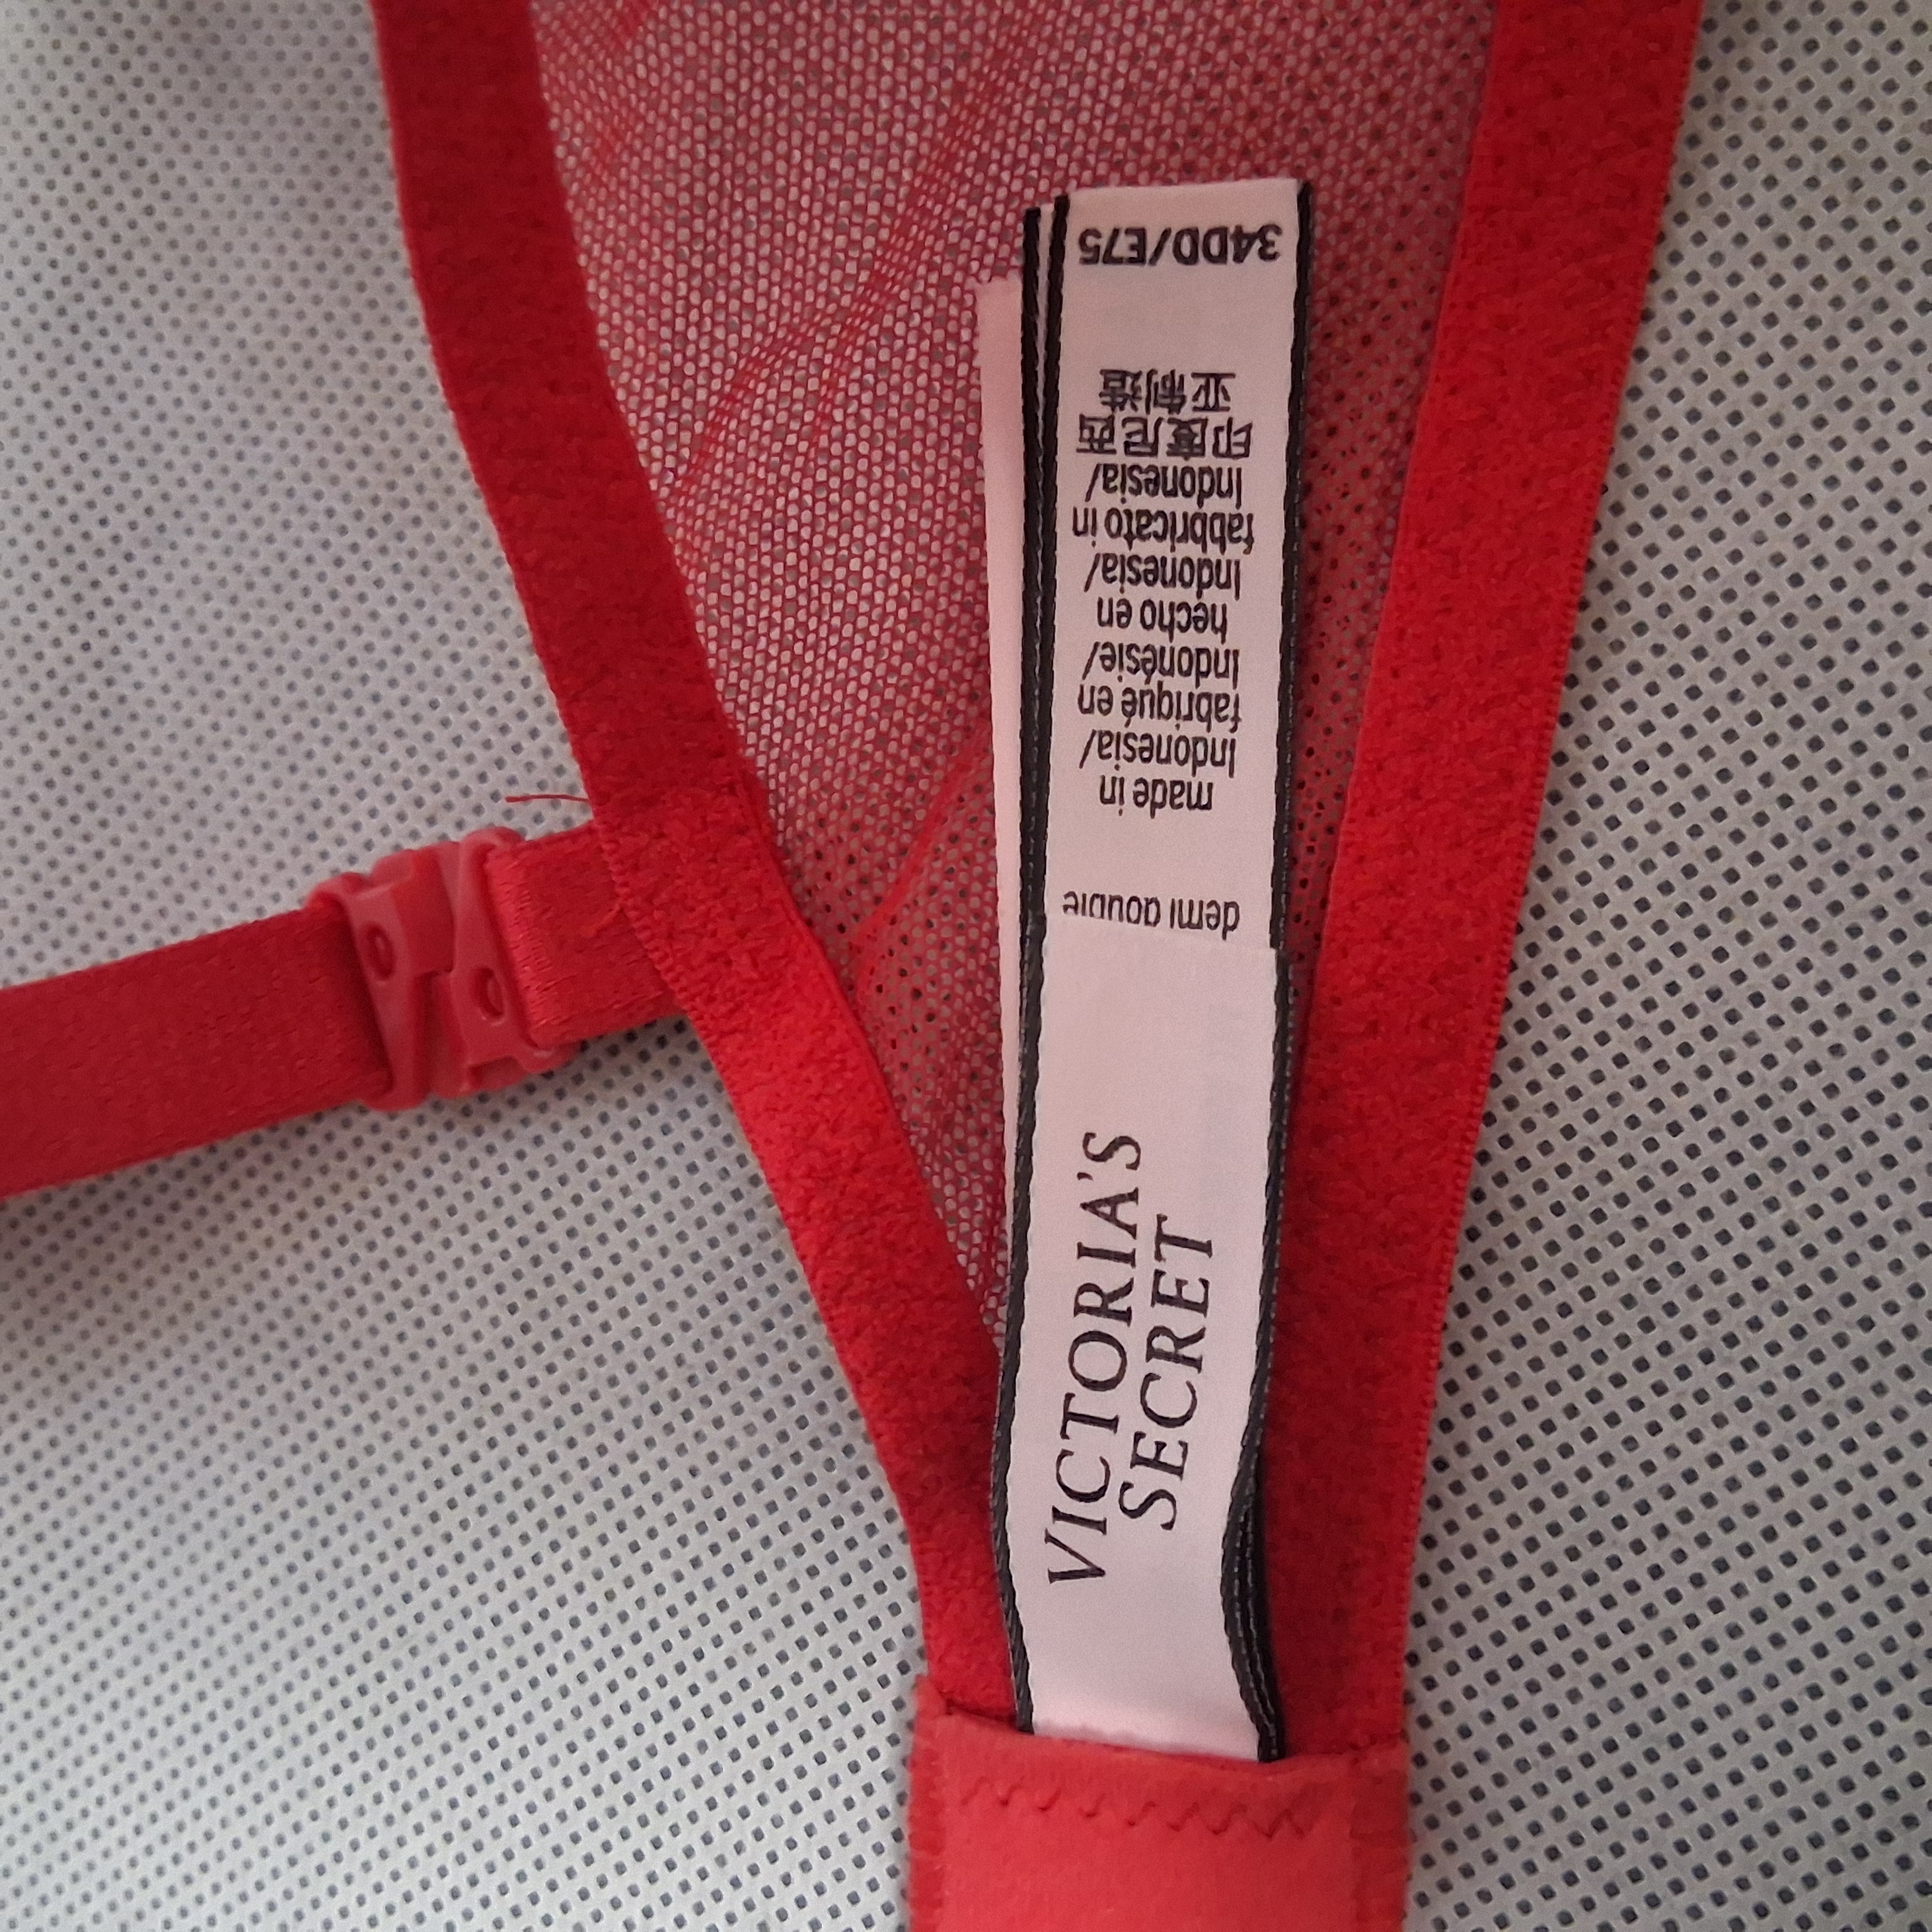 VICTORIA'S
SECRET
demi double
made in
Indonesia/
fabriqué en
Indonésie/
hecho en
Indonesia/
fabbricato in
Indonesia/
印度尼西
亚制造
34DD/E75